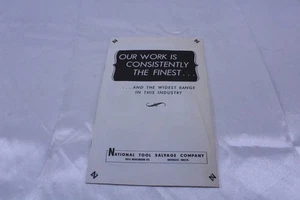 OUR WORK IS
CONSISTENTLY
THE FINEST...
...AND THE WIDEST RANGE
IN THIS INDUSTRY
NATIONAL TOOL SALVAGE COMPANY